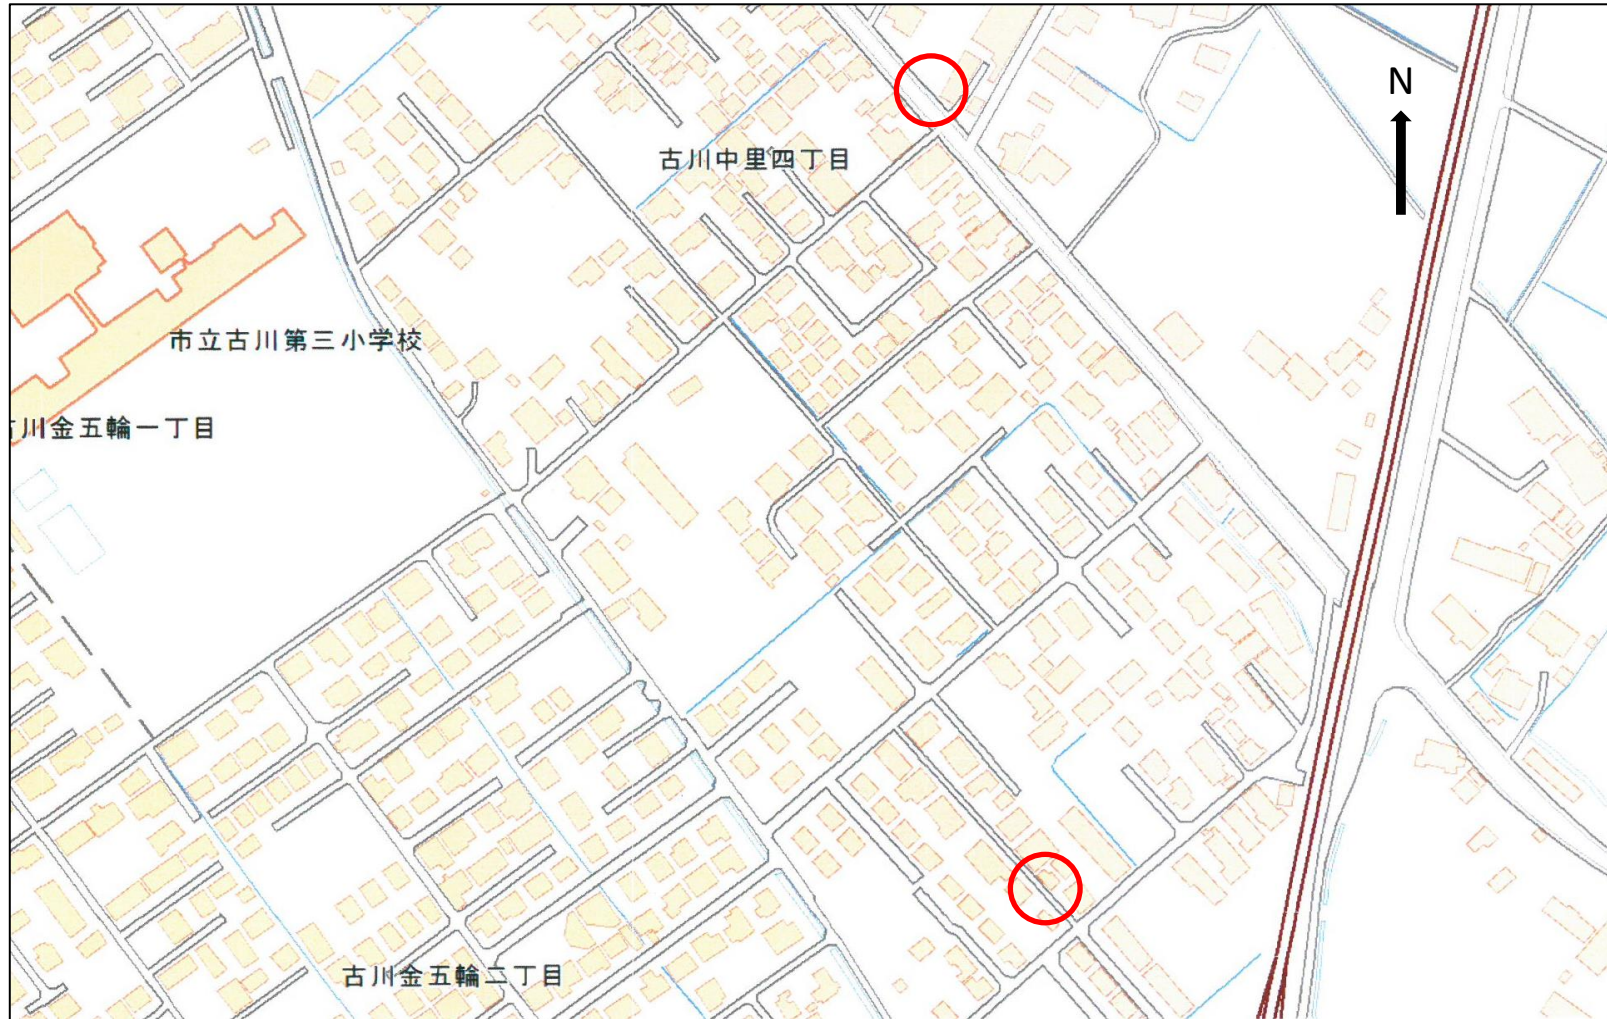 N
古川中里四丁目
市立古川第三小学校
川金五輪一丁目
古川金五輪二丁目